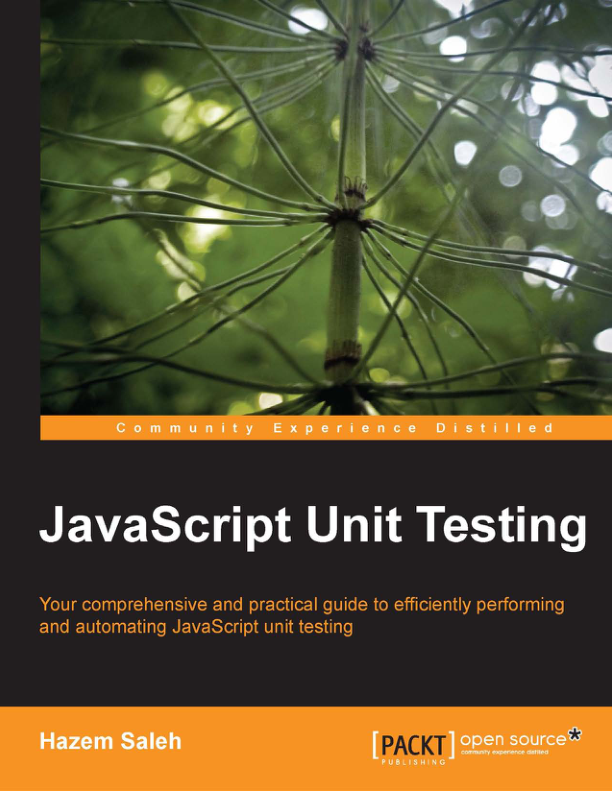 Community Experience Distilled
JavaScript Unit Testing
Your comprehensive and practical guide to efficiently performing
and automating JavaScript unit testing
Hazem Saleh
[PACKT] open source*
PUBLISHING community experience distilled